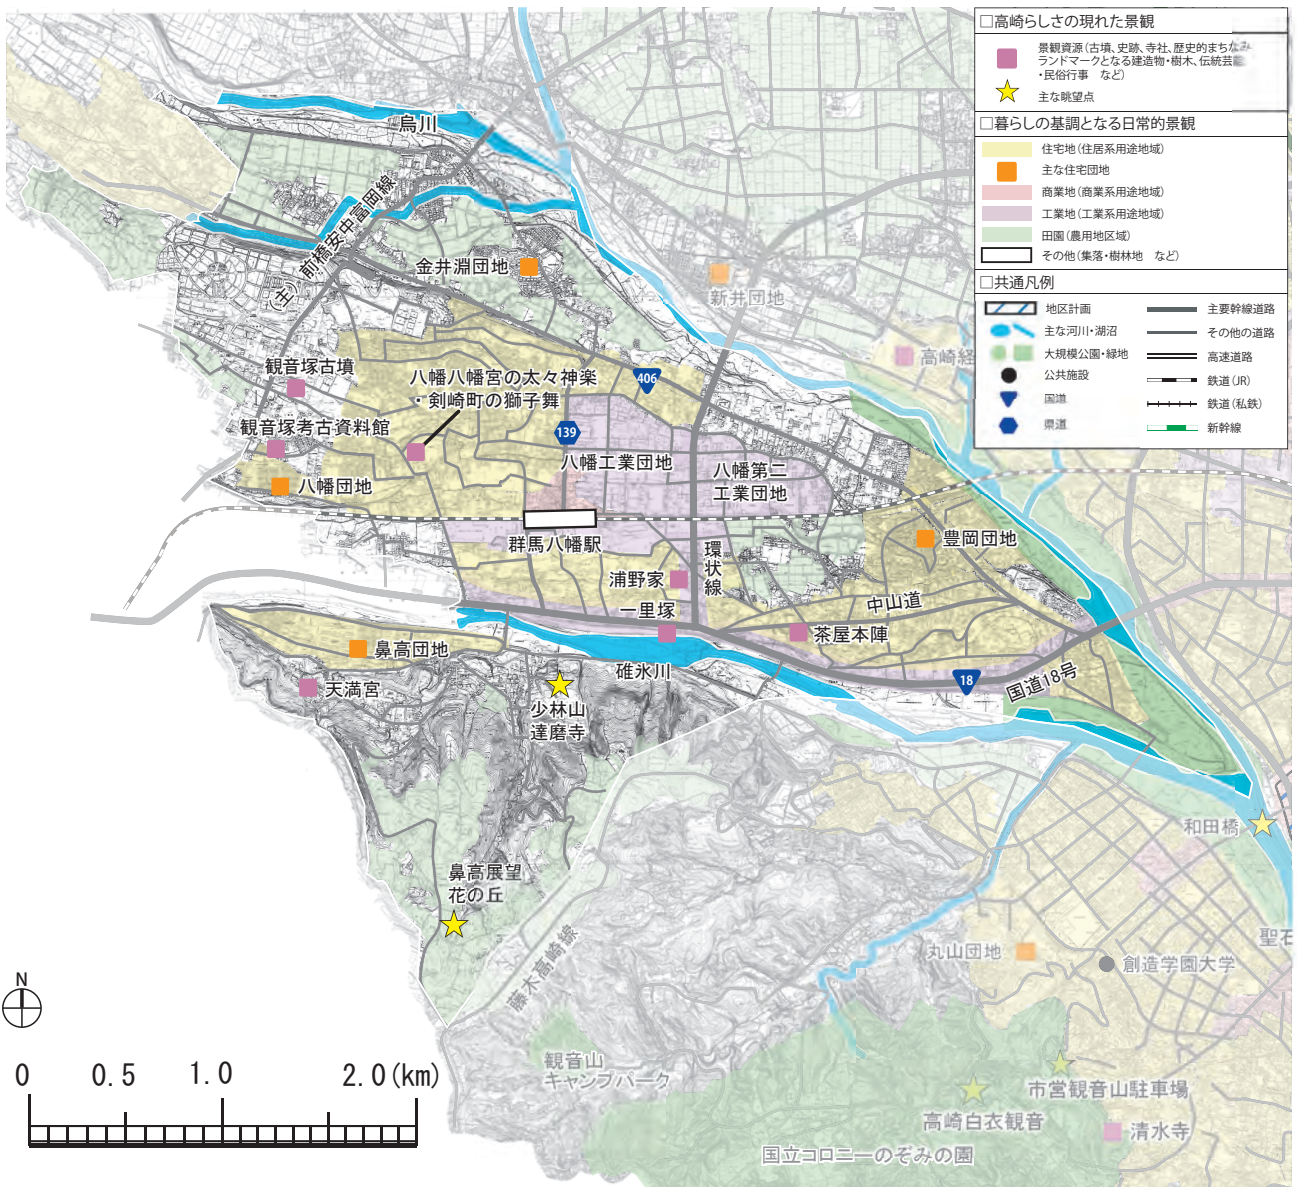 □高崎らしさの現れた景観
景観資源(古墳、史跡、寺社、歴史的まちなみ
ランドマークとなる建造物・樹木、伝統芸能
・民俗行事 など)
主な眺望点
□暮らしの基調となる日常的景観
住宅地(住居系用途地域)
主な住宅団地
商業地(商業系用途地域)
工業地(工業系用途地域)
田園(農用地区域)
その他(集落・樹林地 など)
□共通凡例
地区計画
主な河川・湖沼
大規模公園・緑地
公共施設
国道
県道
主要幹線道路
その他の道路
高速道路
鉄道(JR)
鉄道(私鉄)
新幹線
烏川
(主)前橋安中富岡線
金井淵団地
新井団地
高崎経
観音塚古墳
八幡八幡宮の太々神楽
・剣崎町の獅子舞
406
観音塚考古資料館
139
八幡工業団地
八幡第二
工業団地
八幡団地
群馬八幡駅
環状線
豊岡団地
浦野家
一里塚
中山道
茶屋本陣
鼻高団地
碓氷川
18
国道18号
天満宮
少林山
達磨寺
和田橋
鼻高展望
花の丘
藤木高崎線
聖石
丸山団地
創造学園大学
N
観音山
キャンプパーク
市営観音山駐車場
高崎白衣観音
清水寺
国立コロニーのぞみの園
0 0.5 1.0 2.0(km)